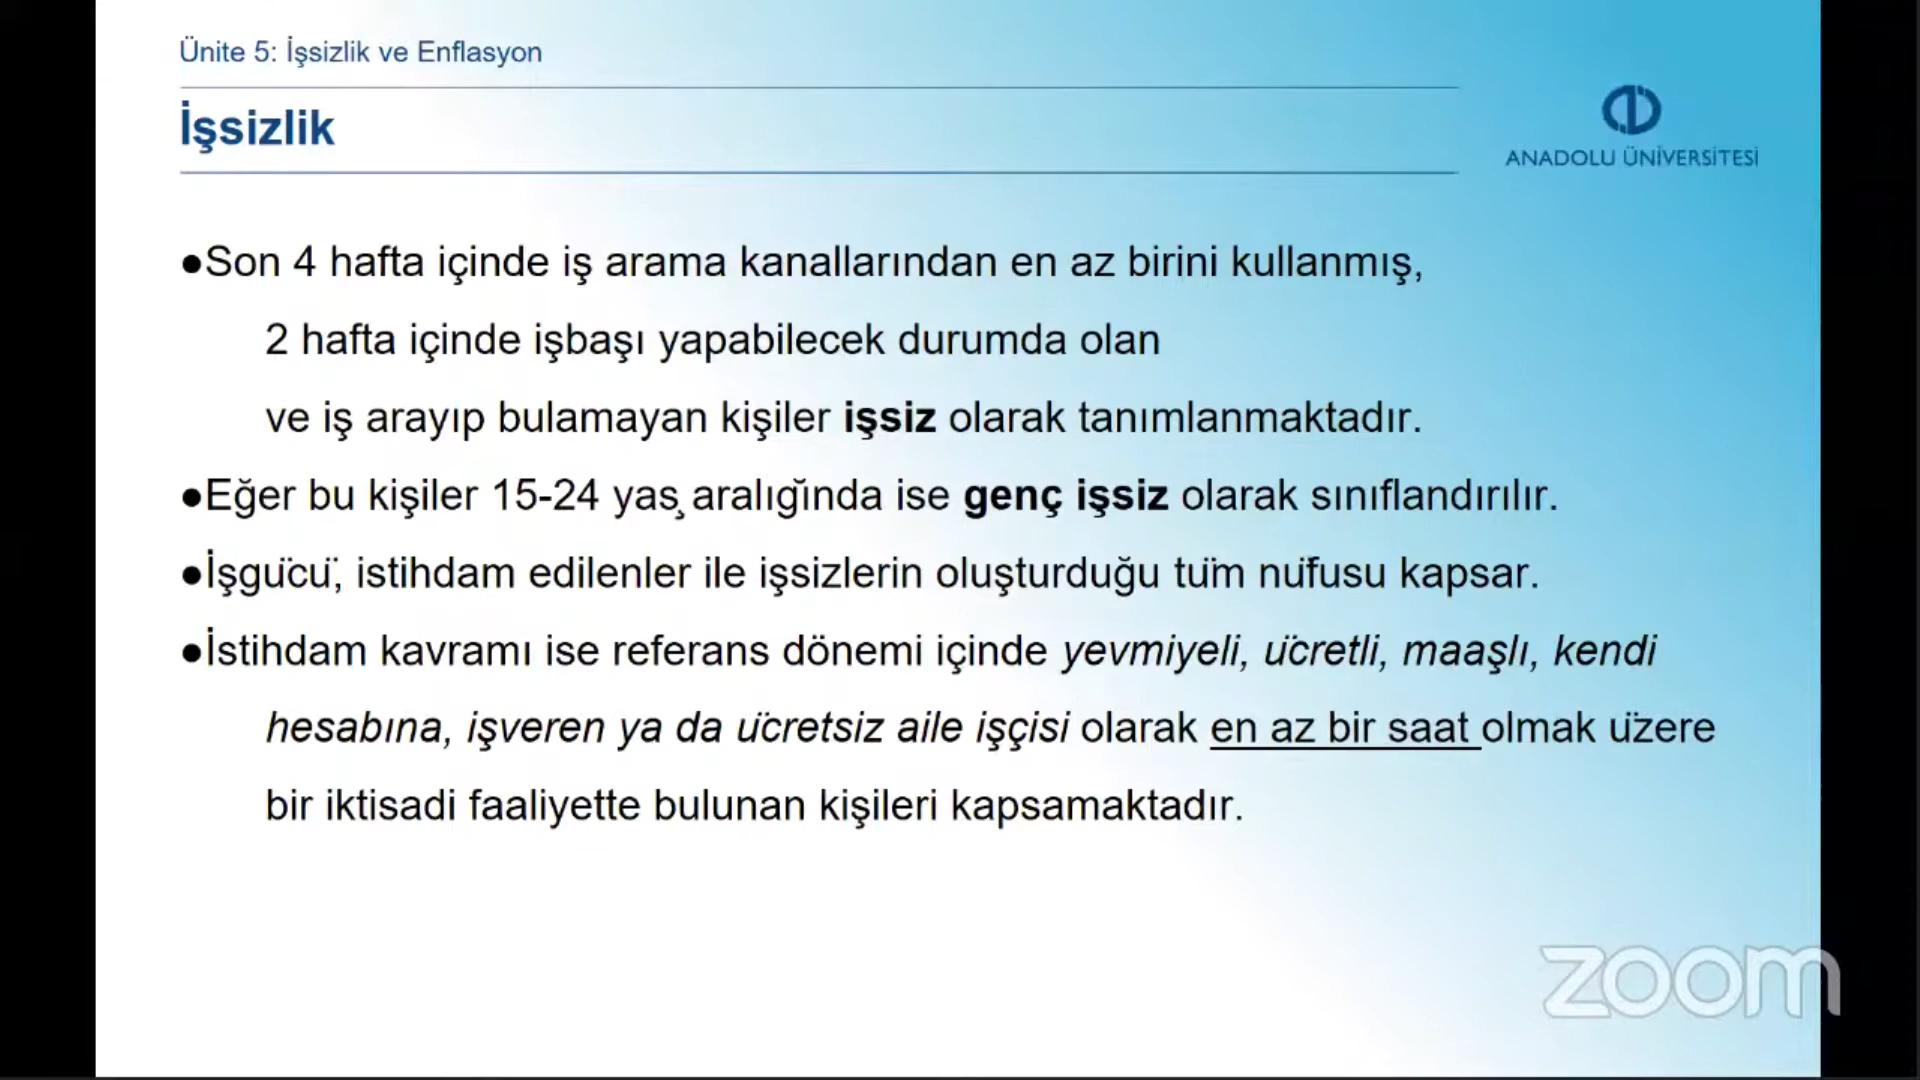 Ünite 5: İşsizlik ve Enflasyon
İşsizlik
ANADOLU ÜNİVERSİTESİ
●Son 4 hafta içinde iş arama kanallarından en az birini kullanmış,
2 hafta içinde işbaşı yapabilecek durumda olan
ve iş arayıp bulamayan kişiler işsiz olarak tanımlanmaktadır.
●Eğer bu kişiler 15-24 yaş aralığında ise genç işsiz olarak sınıflandırılır.
●İşgücü, istihdam edilenler ile işsizlerin oluşturduğu tüm nüfusu kapsar.
●İstihdam kavramı ise referans dönemi içinde yevmiyeli, ücretli, maaşlı, kendi
hesabına, işveren ya da ücretsiz aile işçisi olarak en az bir saat olmak üzere
bir iktisadi faaliyette bulunan kişileri kapsamaktadır.
zoom